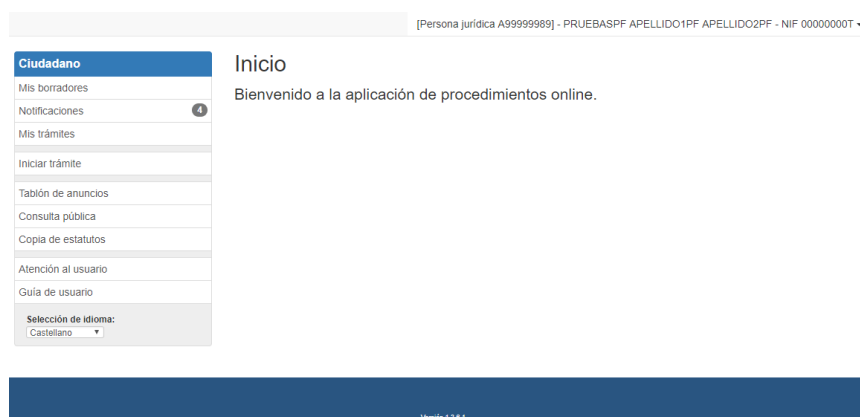 [Persona jurídica A99999989] - PRUEBASPF APELLIDO1PF APELLIDO2PF - NIF 00000000T
Ciudadano
Mis borradores
Notificaciones 4
Mis trámites
Iniciar trámite
Tablón de anuncios
Consulta pública
Copia de estatutos
Atención al usuario
Guía de usuario
Selección de idioma:
Castellano
Inicio
Bienvenido a la aplicación de procedimientos online.